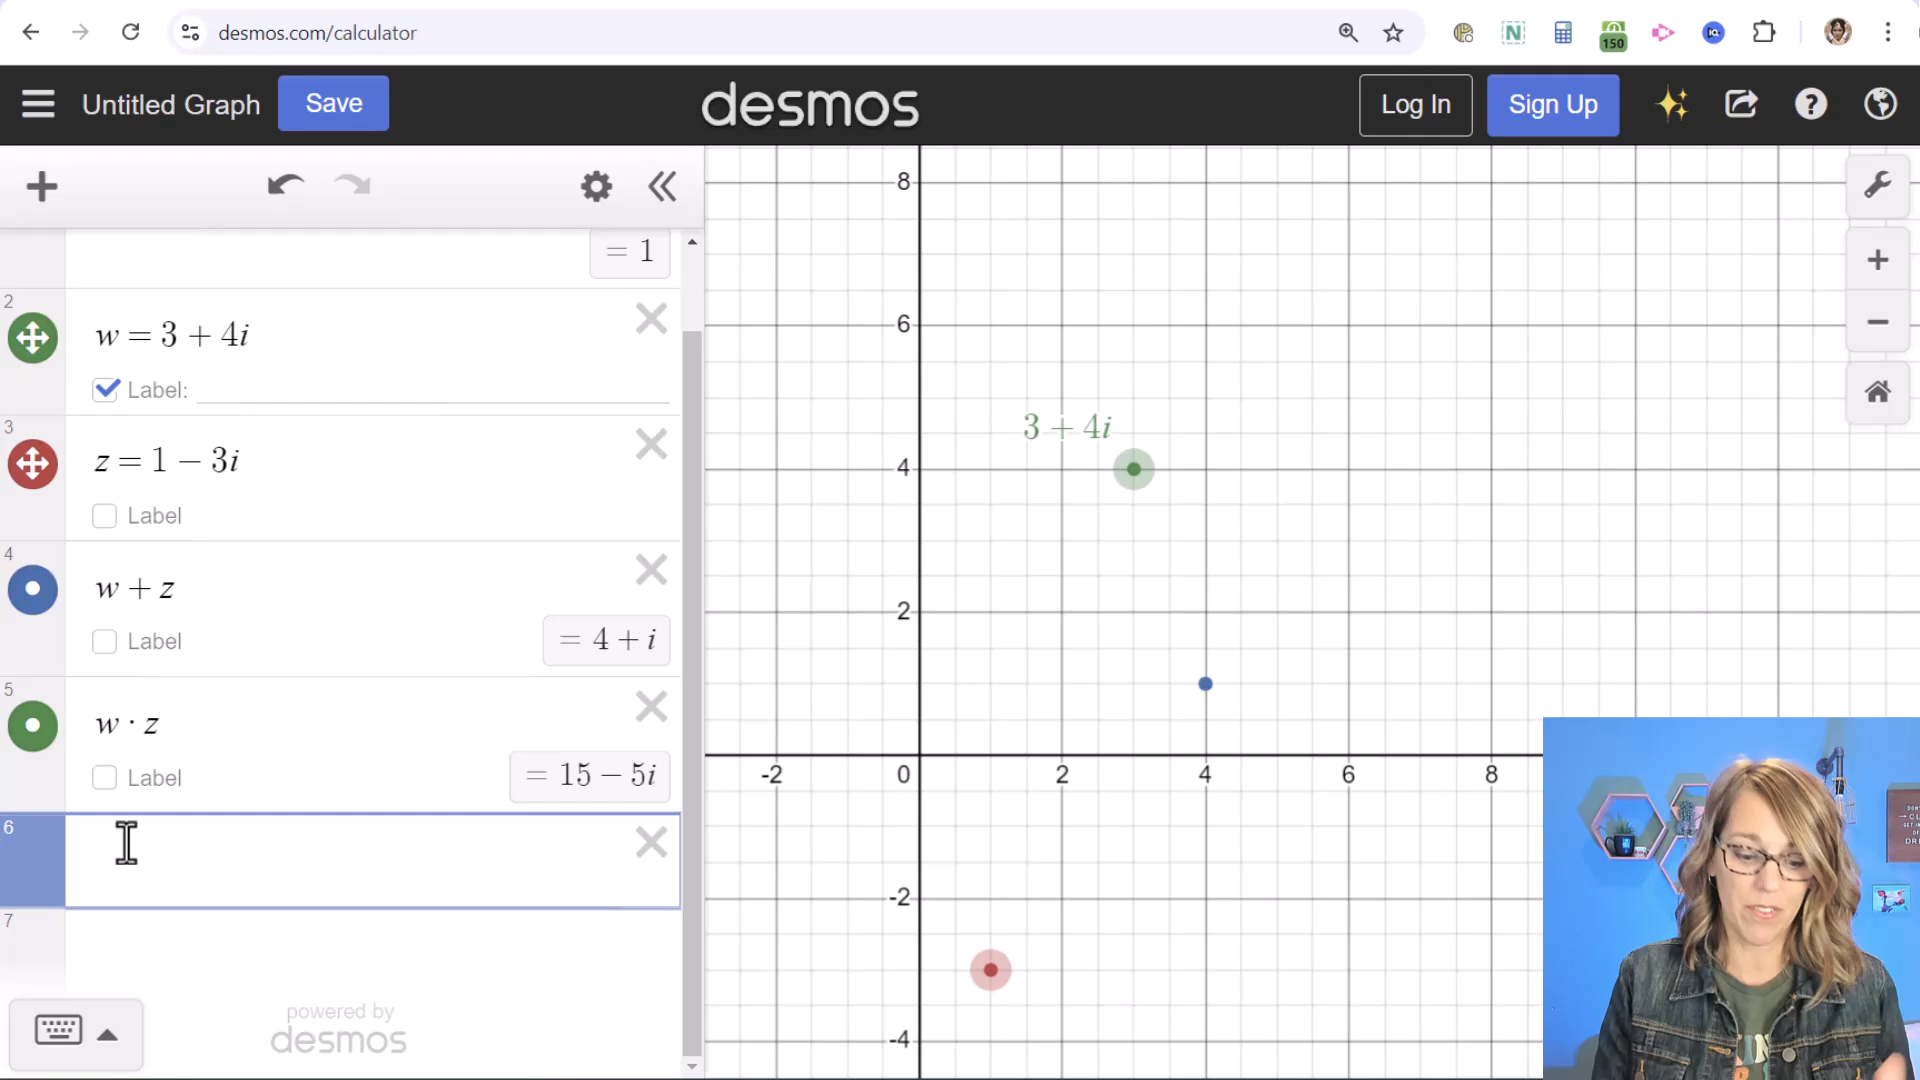 desmos.com/calculator
150
Untitled Graph
Save
desmos
Log In
Sign Up
= 1
2
w = 3 + 4i
Label:
3
z = 1 − 3i
Label
4
w + z
Label
= 4 + i
5
w · z
Label
= 15 − 5i
6
7
powered by
desmos
3 + 4i
8
6
4
2
-2
0
2
4
6
8
-2
-4